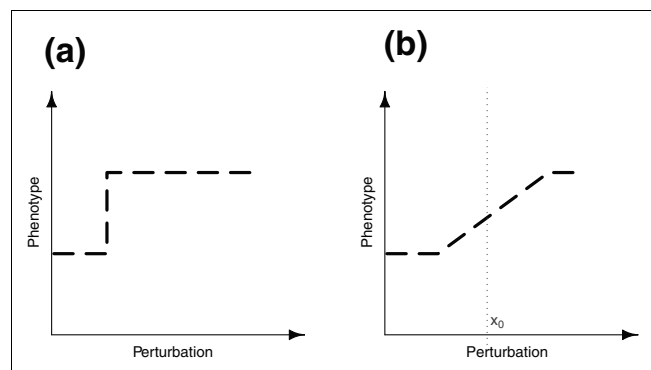 (a)
Phenotype
Perturbation
(b)
Phenotype
x₀
Perturbation